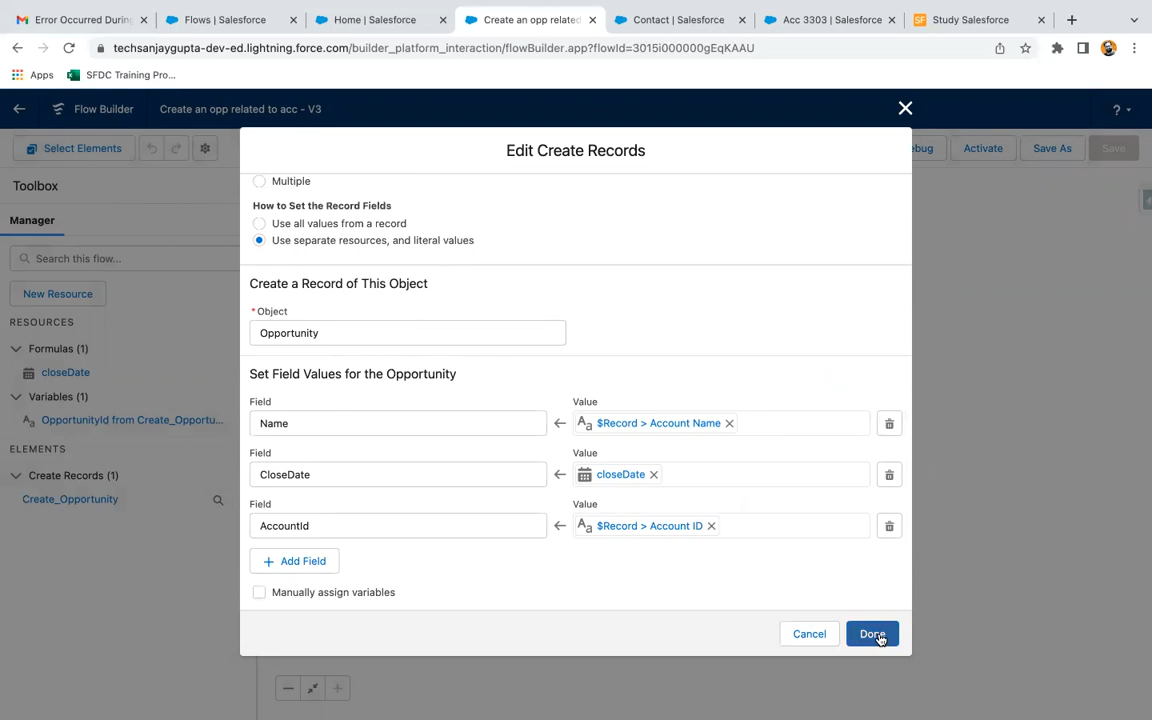 Error Occurred During
Flows | Salesforce
Home | Salesforce
Create an opp related
Contact | Salesforce
Acc 3303 | Salesforce
SF Study Salesforce
techsanjaygupta-dev-ed.lightning.force.com/builder_platform_interaction/flowBuilder.app?flowId=3015i000000gEqKAAU
Apps SFDC Training Pro...
Flow Builder Create an opp related to acc - V3 ?
Select Elements
ebug Activate Save As Save
Edit Create Records
Toolbox
Manager
Search this flow...
New Resource
RESOURCES
Formulas (1)
closeDate
Variables (1)
Aa OpportunityId from Create_Opportu...
ELEMENTS
Create Records (1)
Create_Opportunity
Multiple
How to Set the Record Fields
Use all values from a record
Use separate resources, and literal values
Create a Record of This Object
* Object
Opportunity
Set Field Values for the Opportunity
Field Value
Name Aa $Record > Account Name
Field Value
CloseDate closeDate
Field Value
AccountId Aa $Record > Account ID
+ Add Field
Manually assign variables
Cancel Done